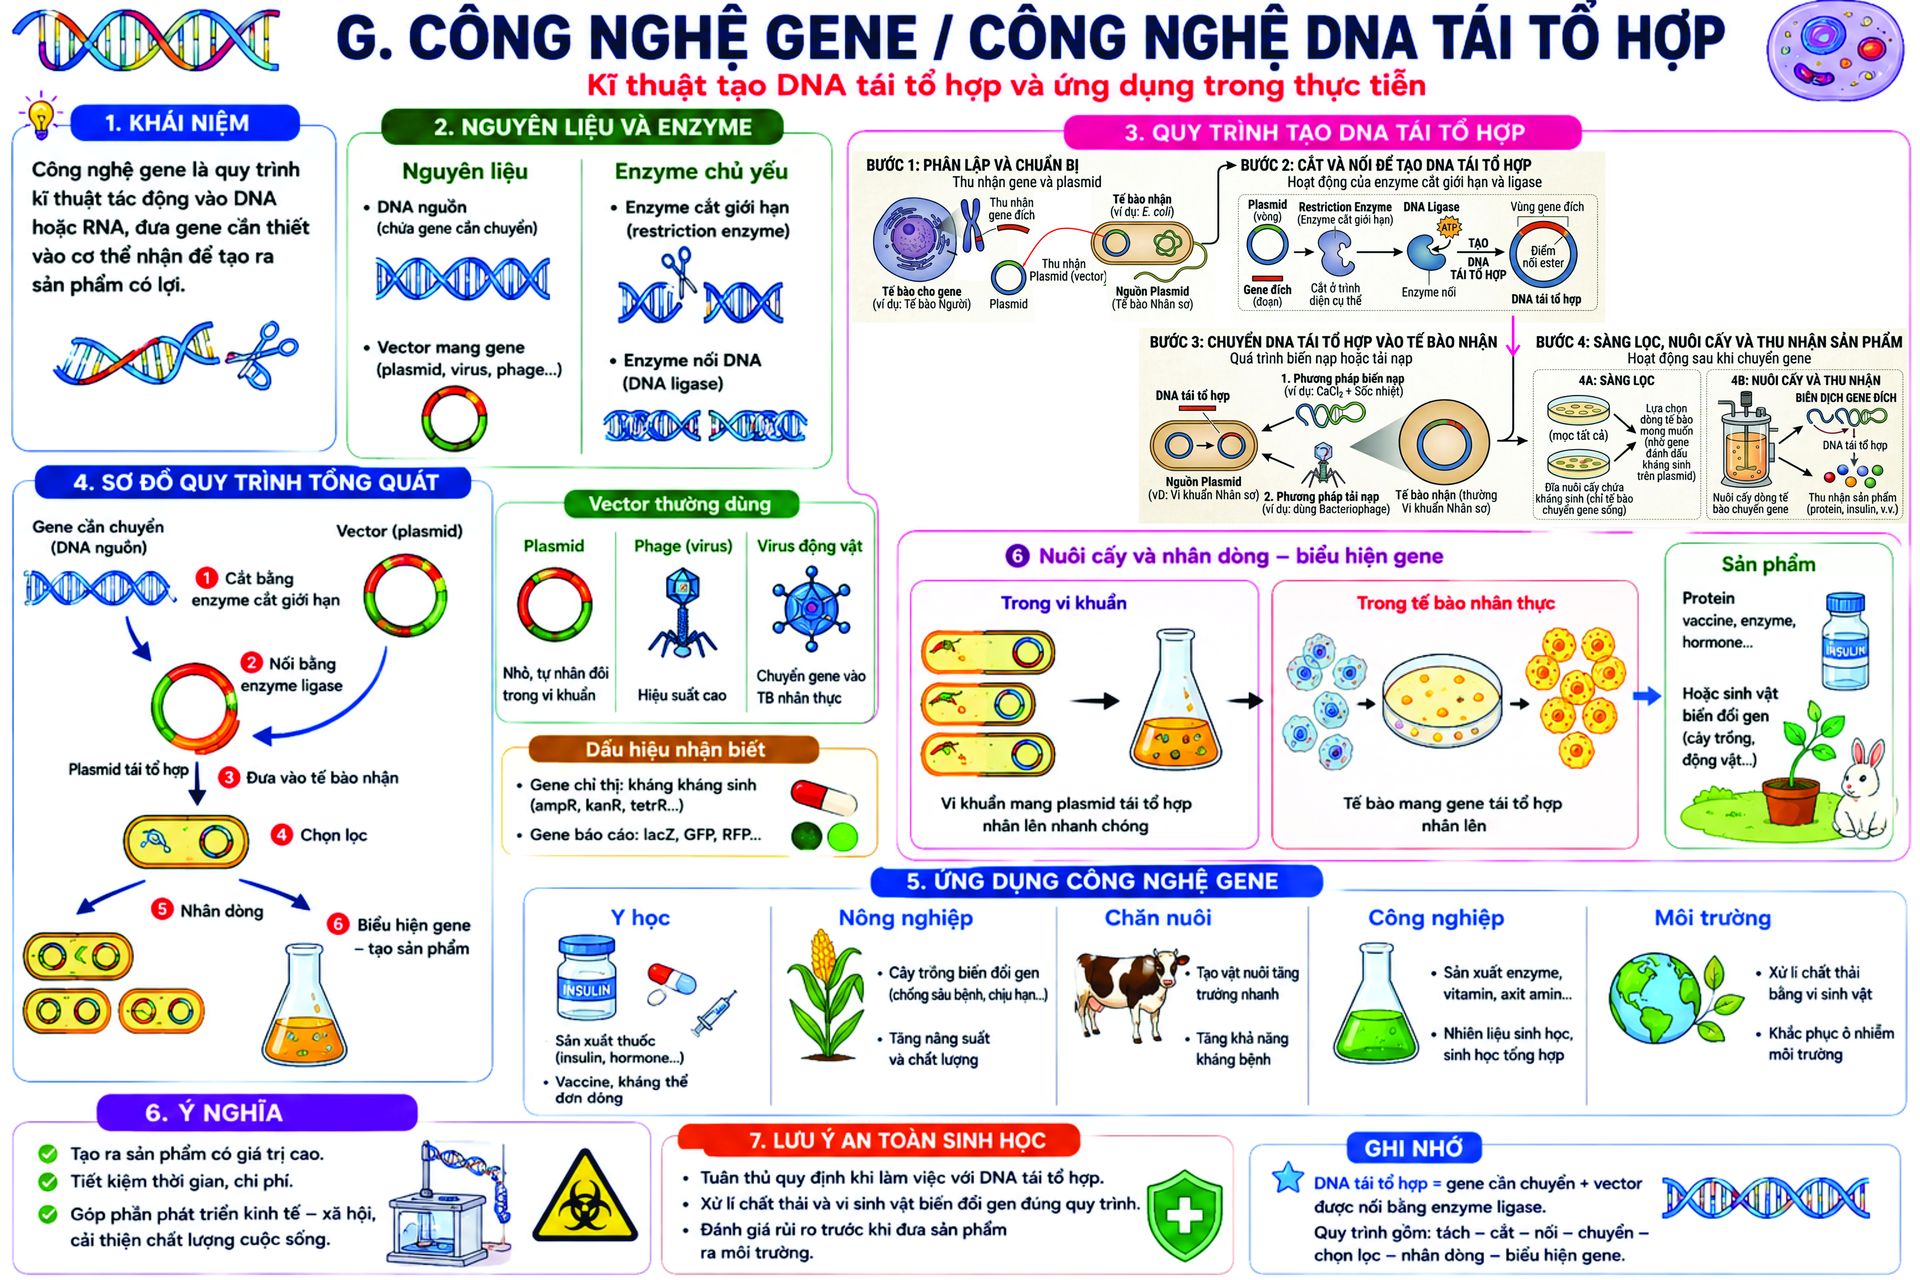 G. CÔNG NGHỆ GENE / CÔNG NGHỆ DNA TÁI TỔ HỢP
Kĩ thuật tạo DNA tái tổ hợp và ứng dụng trong thực tiễn
1. KHÁI NIỆM
Công nghệ gene là quy trình
kĩ thuật tác động vào DNA
hoặc RNA, đưa gene cần thiết
vào cơ thể nhận để tạo ra
sản phẩm có lợi.
2. NGUYÊN LIỆU VÀ ENZYME
Nguyên liệu
• DNA nguồn
(chứa gene cần chuyển)
• Vector mang gene
(plasmid, virus, phage...)
Enzyme chủ yếu
• Enzyme cắt giới hạn
(restriction enzyme)
• Enzyme nối DNA
(DNA ligase)
3. QUY TRÌNH TẠO DNA TÁI TỔ HỢP
BƯỚC 1: PHÂN LẬP VÀ CHUẨN BỊ
Thu nhận gene và plasmid
Thu nhận
gene đích
Tế bào nhận
(ví dụ: E. coli)
Thu nhận
Plasmid (vector)
Tế bào cho gene
(ví dụ: Tế bào Người)
Plasmid
Nguồn Plasmid
(Tế bào Nhân sơ)
BƯỚC 2: CẮT VÀ NỐI ĐỂ TẠO DNA TÁI TỔ HỢP
Hoạt động của enzyme cắt giới hạn và ligase
Plasmid
(vòng)
Restriction Enzyme
(Enzyme cắt giới hạn)
DNA Ligase
ATP
Vùng gene đích
TẠO
DNA
TÁI TỔ HỢP
Điểm
nối ester
Gene đích
(đoạn)
Cắt ở trình
diện cụ thể
Enzyme nối
DNA tái tổ hợp
BƯỚC 3: CHUYỂN DNA TÁI TỔ HỢP VÀO TẾ BÀO NHẬN
Quá trình biến nạp hoặc tải nạp
1. Phương pháp biến nạp
(ví dụ: CaCl₂ + Sốc nhiệt)
DNA tái tổ hợp
Nguồn Plasmid
(vD: Vi khuẩn Nhân sơ)
2. Phương pháp tải nạp
(ví dụ: dùng Bacteriophage)
Tế bào nhận (thường
Vi khuẩn Nhân sơ)
BƯỚC 4: SÀNG LỌC, NUÔI CẤY VÀ THU NHẬN SẢN PHẨM
Hoạt động sau khi chuyển gene
4A: SÀNG LỌC
(mọc tất cả)
Lựa chọn
dòng tế bào
mong muốn
(nhờ gene
đánh dấu
kháng sinh
trên plasmid)
Đĩa nuôi cấy chứa
kháng sinh (chỉ tế bào
chuyển gene sống)
4B: NUÔI CẤY VÀ THU NHẬN
BIÊN DỊCH GENE ĐÍCH
DNA tái tổ hợp
Nuôi cấy dòng tế
bào chuyển gene
Thu nhận sản phẩm
(protein, insulin, v.v.)
4. SƠ ĐỒ QUY TRÌNH TỔNG QUÁT
Gene cần chuyển
(DNA nguồn)
Vector (plasmid)
1 Cắt bằng
enzyme cắt giới hạn
2 Nối bằng
enzyme ligase
Plasmid tái tổ hợp
3 Đưa vào tế bào nhận
4 Chọn lọc
5 Nhân dòng
6 Biểu hiện gene
– tạo sản phẩm
Vector thường dùng
Plasmid
Nhỏ, tự nhân đôi
trong vi khuẩn
Phage (virus)
Hiệu suất cao
Virus động vật
Chuyển gene vào
TB nhân thực
Dấu hiệu nhận biết
• Gene chỉ thị: kháng kháng sinh
(ampR, kanR, tetrR...)
• Gene báo cáo: lacZ, GFP, RFP...
6 Nuôi cấy và nhân dòng – biểu hiện gene
Trong vi khuẩn
Vi khuẩn mang plasmid tái tổ hợp
nhân lên nhanh chóng
Trong tế bào nhân thực
Tế bào mang gene tái tổ hợp
nhân lên
Sản phẩm
Protein
vaccine, enzyme,
hormone...
INSULIN
Hoặc sinh vật
biến đổi gen
(cây trồng,
động vật...)
5. ỨNG DỤNG CÔNG NGHỆ GENE
Y học
INSULIN
Sản xuất thuốc
(insulin, hormone...)
• Vaccine, kháng thể
đơn dóng
Nông nghiệp
• Cây trồng biến đổi gen
(chống sâu bệnh, chịu hạn...)
• Tăng nâng suất
và chất lượng
Chăn nuôi
• Tạo vật nuôi tăng
trưởng nhanh
• Tăng khả năng
kháng bệnh
Công nghiệp
• Sản xuất enzyme,
vitamin, axit amin...
• Nhiên liệu sinh học,
sinh học tổng hợp
Môi trường
• Xử lí chất thải
bằng vi sinh vật
• Khắc phục ô nhiễm
môi trường
6. Ý NGHĨA
Tạo ra sản phẩm có giá trị cao.
Tiết kiệm thời gian, chi phí.
Góp phần phát triển kinh tế – xã hội,
cải thiện chất lượng cuộc sống.
7. LƯU Ý AN TOÀN SINH HỌC
• Tuân thủ quy định khi làm việc với DNA tái tổ hợp.
• Xử lí chất thải và vi sinh vật biến đổi gen đúng quy trình.
• Đánh giá rủi ro trước khi đưa sản phẩm
ra môi trường.
GHI NHỚ
DNA tái tổ hợp = gene cần chuyển + vector
được nối bằng enzyme ligase.
Quy trình gồm: tách – cắt – nối – chuyển –
chọn lọc – nhân dòng – biểu hiện gene.